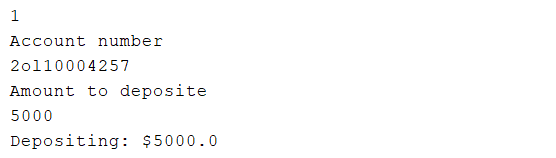 1
Account number
2ol10004257
Amount to deposite
5000
Depositing: $5000.0